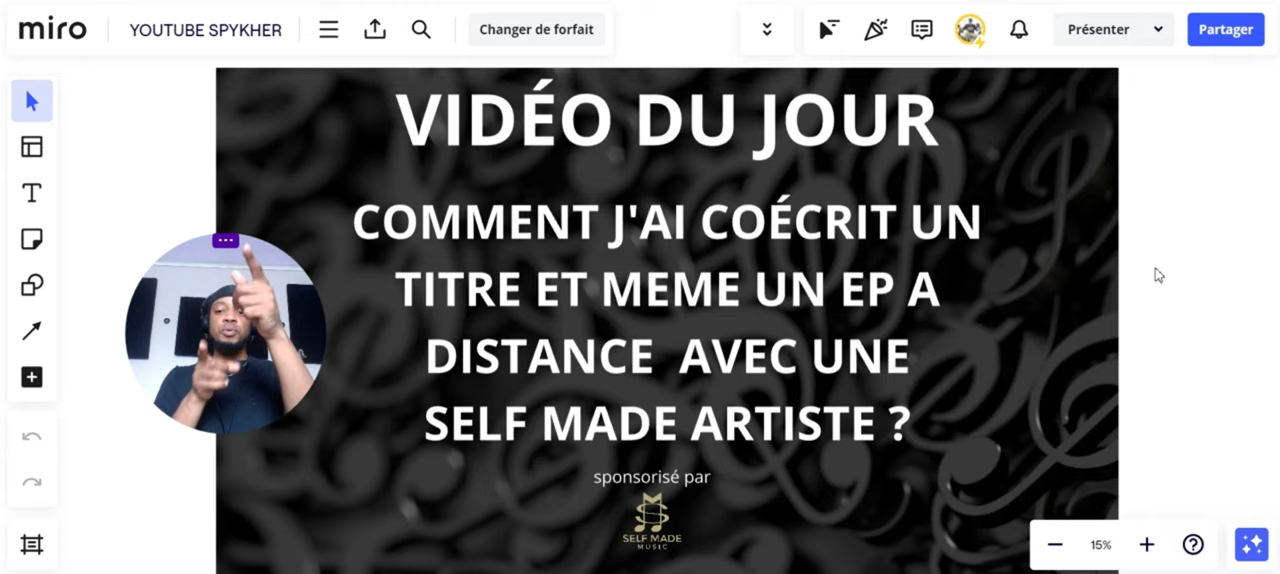 miro
YOUTUBE SPYKHER
Changer de forfait
Présenter
Partager
VIDÉO DU JOUR
COMMENT J'AI COÉCRIT UN
TITRE ET MEME UN EP A
DISTANCE AVEC UNE
SELF MADE ARTISTE ?
sponsorisé par
SELF MADE
MUSIC
15%